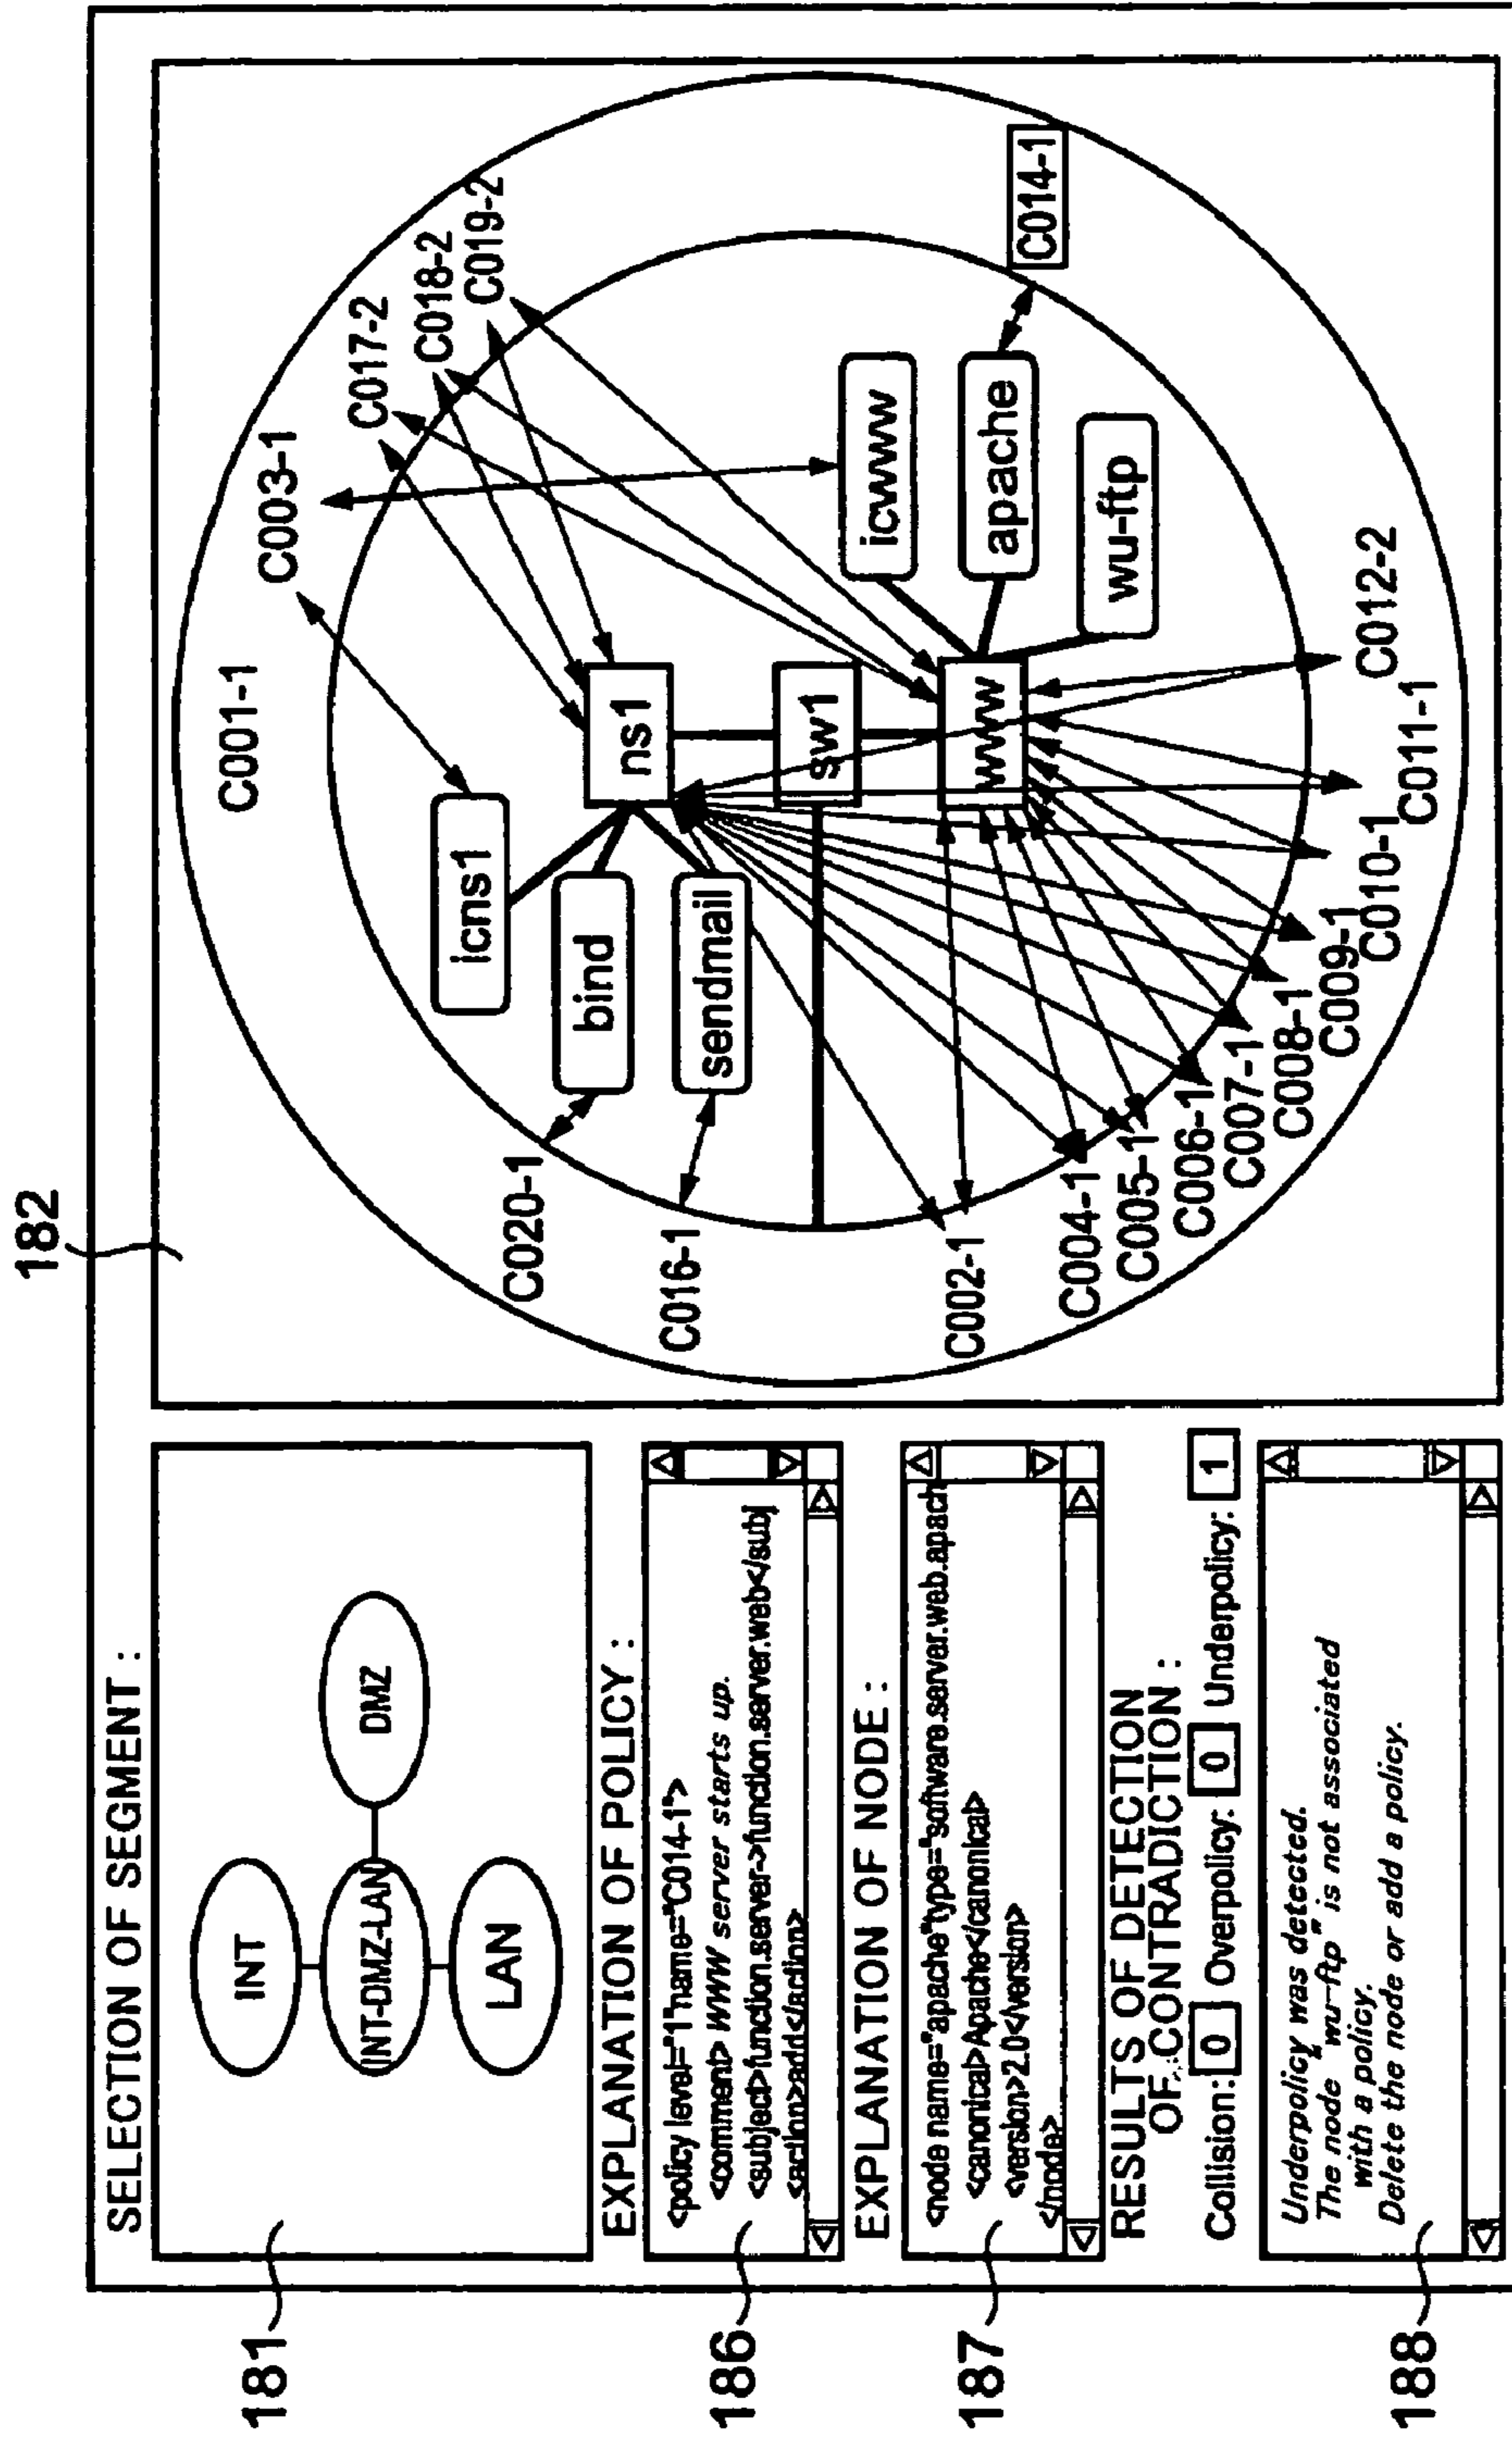 182
SELECTION OF SEGMENT :
INT
INT-DMZ-LAN
DMZ
LAN
181
EXPLANATION OF POLICY :
<policy level="1"name="C014-1">
<comment> WWW server starts up.
<subject>function.server->function.server.web</subj
<action>add</action>
186
EXPLANATION OF NODE :
<node name="apache"type="software.server.web.apach
<canonical>Apache</canonical>
<version>2.0</version>
</node>
187
RESULTS OF DETECTION
OF CONTRADICTION :
Collision: 0 Overpolicy: 0 Underpolicy: 1
Underpolicy was detected.
The node "wu-ftp" is not associated
with a policy.
Delete the node or add a policy.
188
C001-1
C003-1
C017-2
C018-2
C019-2
C014-1
icns1
bind
sendmail
ns1
sw1
www
icwww
apache
wu-ftp
C020-1
C016-1
C002-1
C004-1
C005-1
C006-1
C007-1
C008-1
C009-1
C010-1
C011-1
C012-2